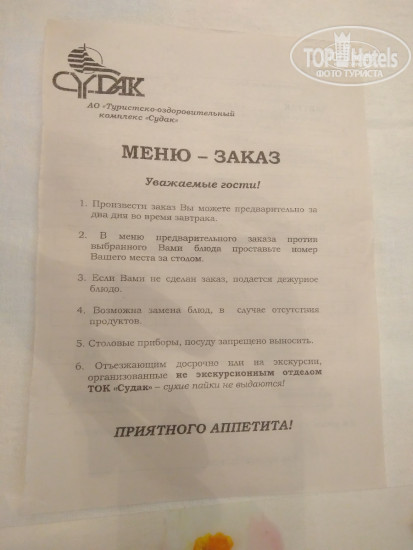 TOP Hotels
ФОТО ТУРИСТА
СУДАК
АО «Туристско-оздоровительный
комплекс «Судак»
МЕНЮ – ЗАКАЗ
Уважаемые гости!
1. Произвести заказ Вы можете предварительно за
два дня во время завтрака.
2. В меню предварительного заказа против
выбранного Вами блюда проставьте номер
Вашего места за столом.
3. Если Вами не сделан заказ, подается дежурное
блюдо.
4. Возможна замена блюд, в случае отсутствия
продуктов.
5. Столовые приборы, посуду запрещено выносить.
6. Отъезжающим досрочно или на экскурсии,
организованные не экскурсионным отделом
ТОК «Судак» – сухие пайки не выдаются!
ПРИЯТНОГО АППЕТИТА!